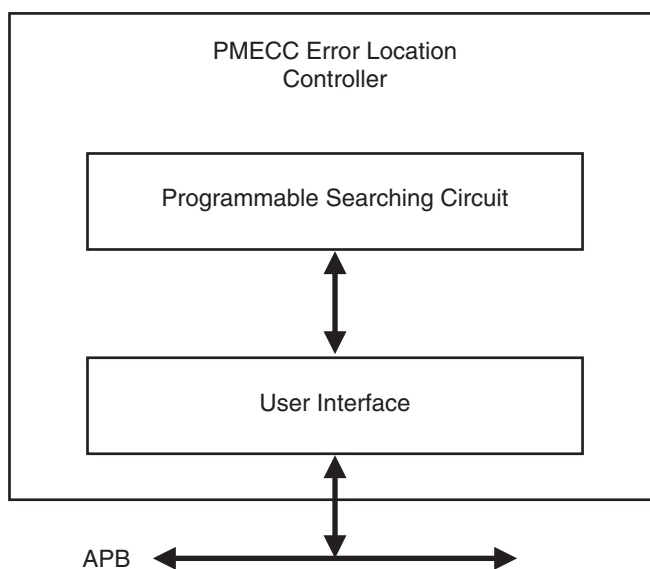 PMECC Error Location
Controller
Programmable Searching Circuit
User Interface
APB